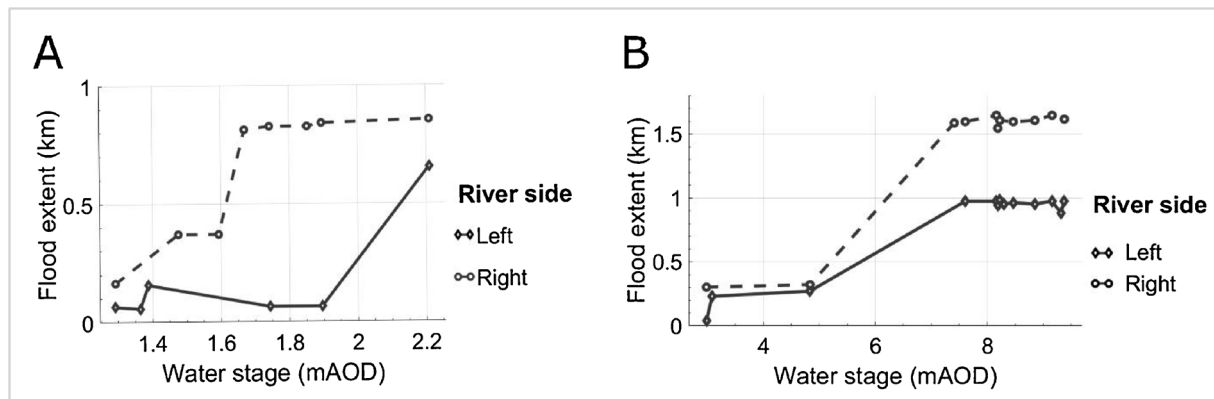 A
Flood extent (km)
1
0.5
0
1.4 1.6 1.8 2 2.2
Water stage (mAOD)
River side
Left
Right
B
Flood extent (km)
1.5
1
0.5
0
4 6 8
Water stage (mAOD)
River side
Left
Right